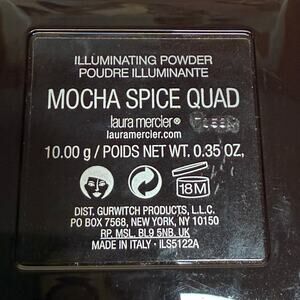 ILLUMINATING POWDER
POUDRE ILLUMINANTE
MOCHA SPICE QUAD
laura mercier®
lauramercier.com
10.00 g / POIDS NET WT. 0.35 OZ.
18M
DIST. GURWITCH PRODUCTS, L.L.C.
PO BOX 7568, NEW YORK, NY 10150
RP. MSL, BL9 5NB, UK
MADE IN ITALY • ILS5122A